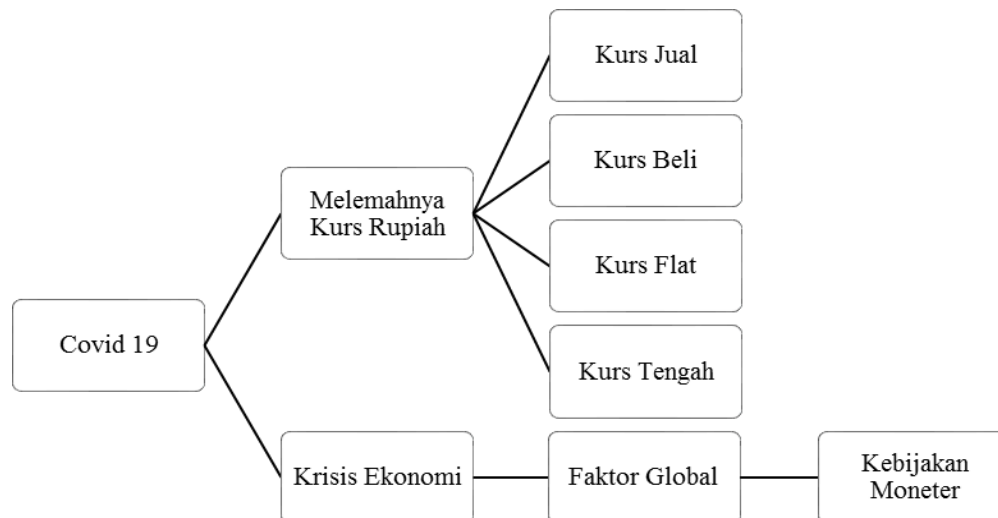 Kurs Jual
Kurs Beli
Melemahnya
Kurs Rupiah
Kurs Flat
Covid 19
Kurs Tengah
Krisis Ekonomi
Faktor Global
Kebijakan
Moneter